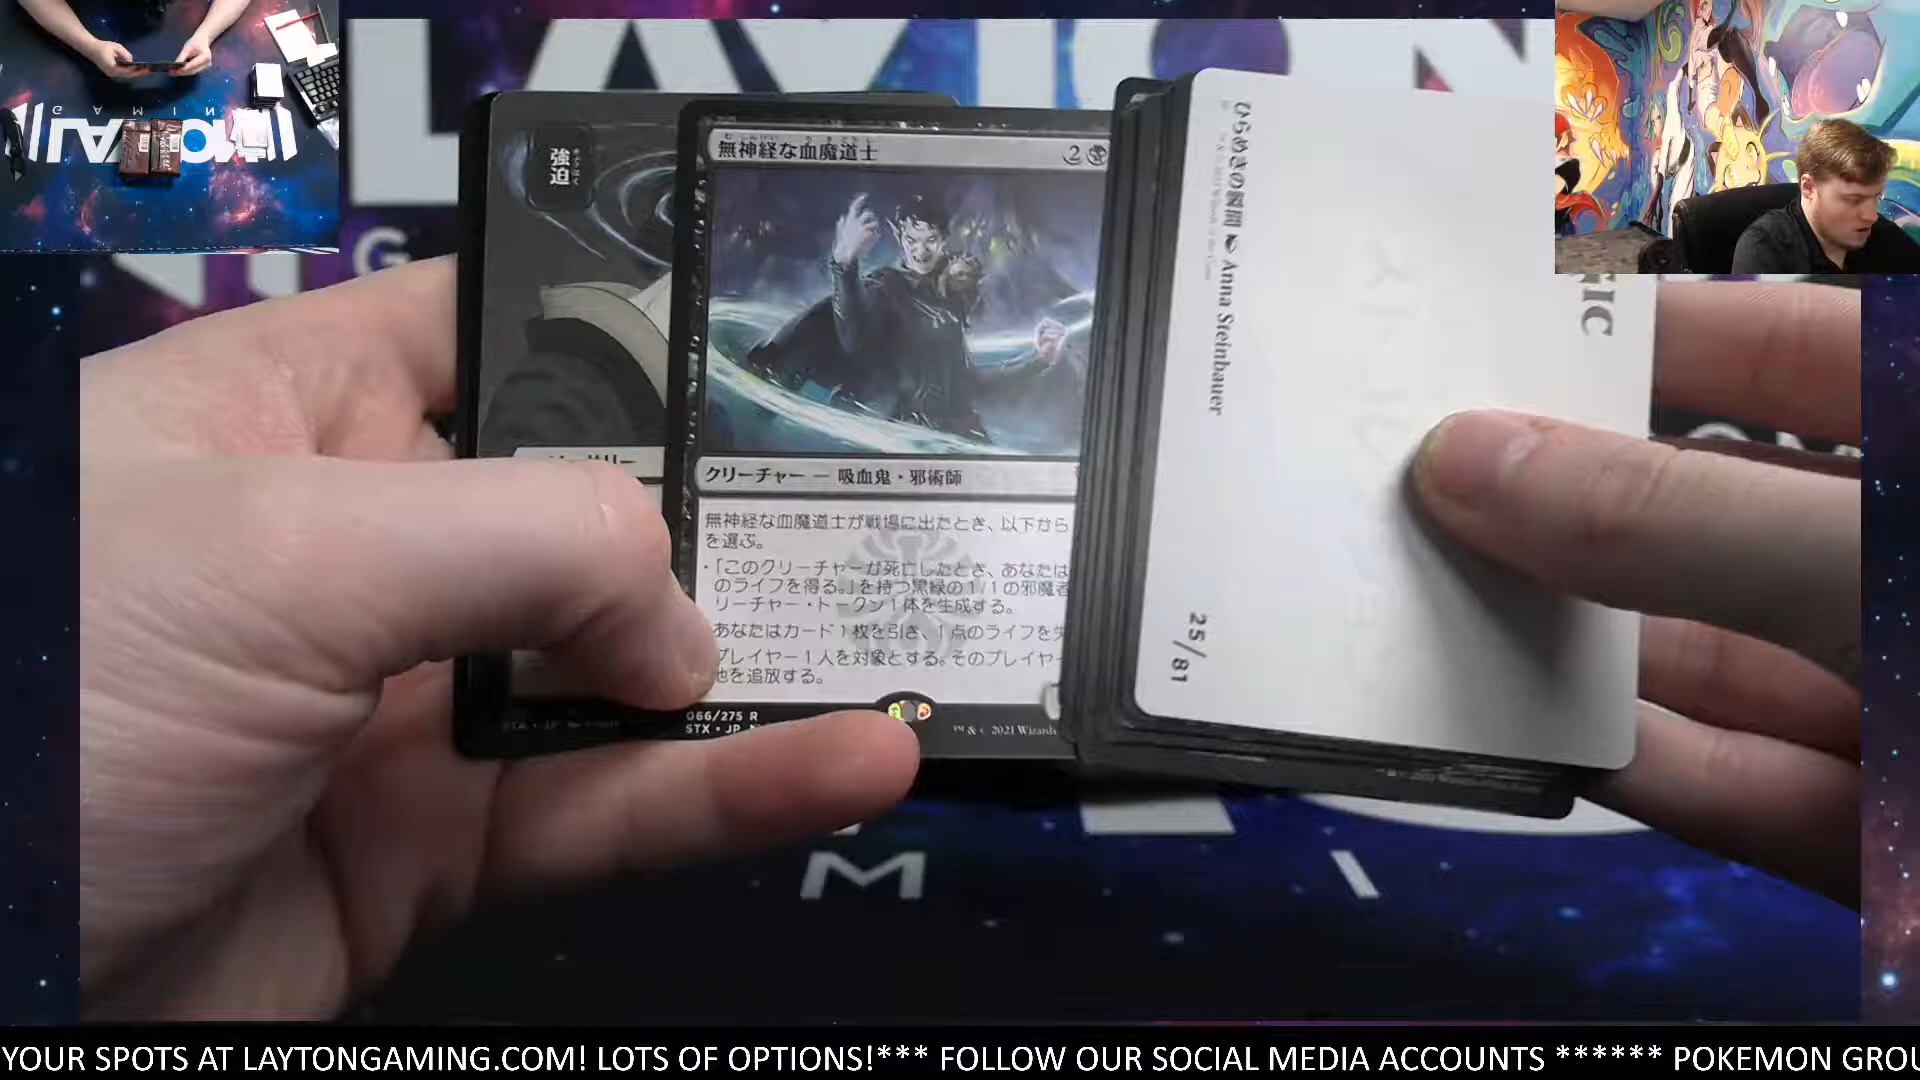 強迫
無神経な血魔道士
2
クリーチャー — 吸血鬼・邪術師
無神経な血魔道士が戦場に出たとき、以下から
を選ぶ。
・「このクリーチャーが死亡したとき、あなたは
のライフを得る。」を持つ黒緑の1/1の邪魔者
リーチャー・トークン1体を生成する。
あなたはカード1枚を引き、1点のライフを失
プレイヤー1人を対象とする。そのプレイヤー
地を追放する。
066/275 R
STX・JP
™ & © 2021 Wizards
ひらめきの瞬間 Anna Steinbauer
25/81
GIC
LAYTON
G
M I
GAMIN
YOUR SPOTS AT LAYTONGAMING.COM! LOTS OF OPTIONS!*** FOLLOW OUR SOCIAL MEDIA ACCOUNTS ****** POKEMON GROU